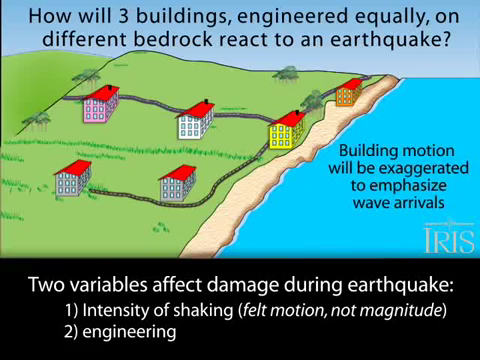 How will 3 buildings, engineered equally, on
different bedrock react to an earthquake?
Building motion
will be exaggerated
to emphasize
wave arrivals
IRIS
Two variables affect damage during earthquake:
1) Intensity of shaking (felt motion, not magnitude)
2) engineering